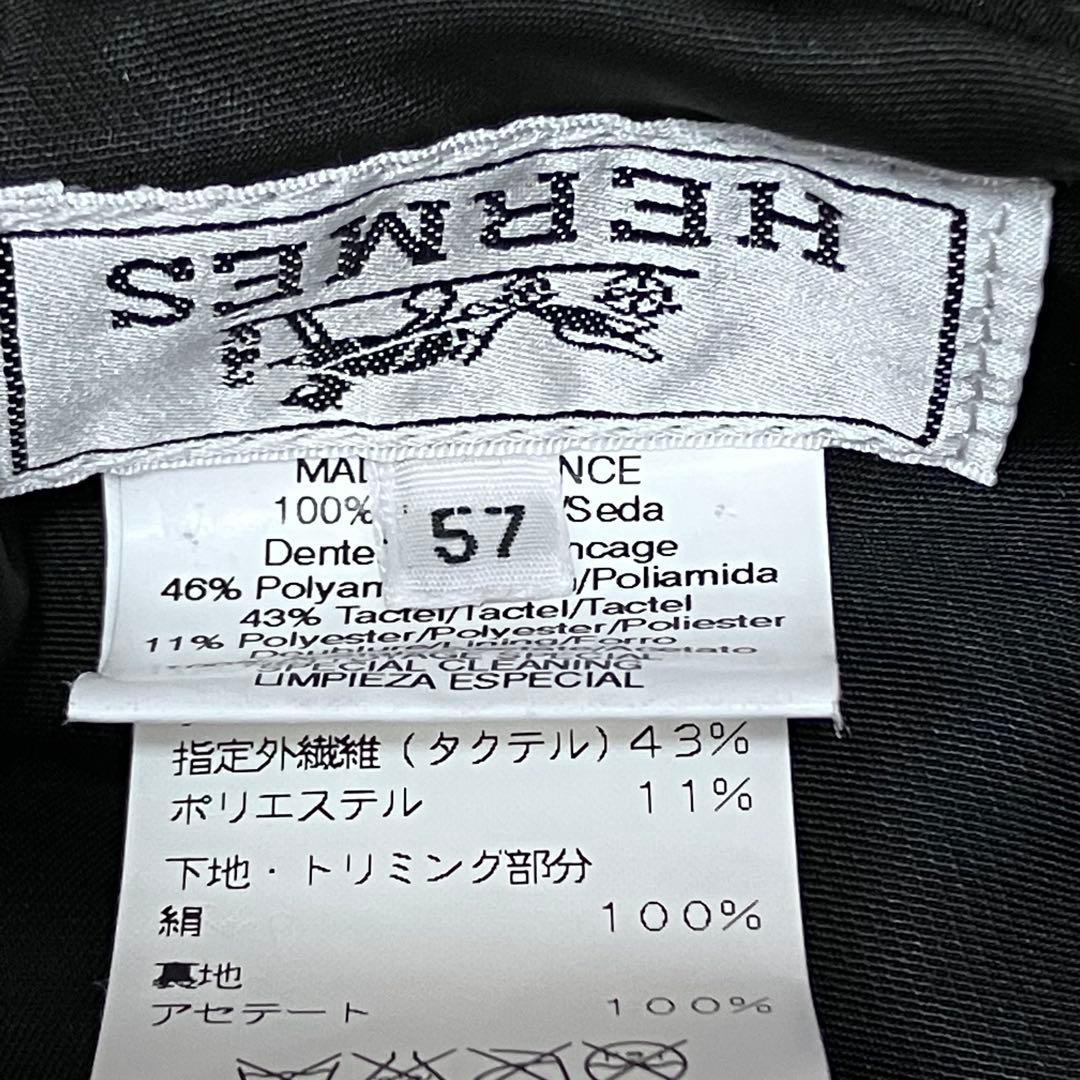 HERMES
57
MAD NCE
100% /Seda
Dente ncage
46% Polyam /Poliamida
43% Tactel/Tactel/Tactel
11% Polyester/Polyester/Poliester
SPECIAL CLEANING
LIMPIEZA ESPECIAL
指定外繊維(タクテル)43%
ポリエステル 11%
下地・トリミング部分
絹 100%
裏地
アセテート 100%